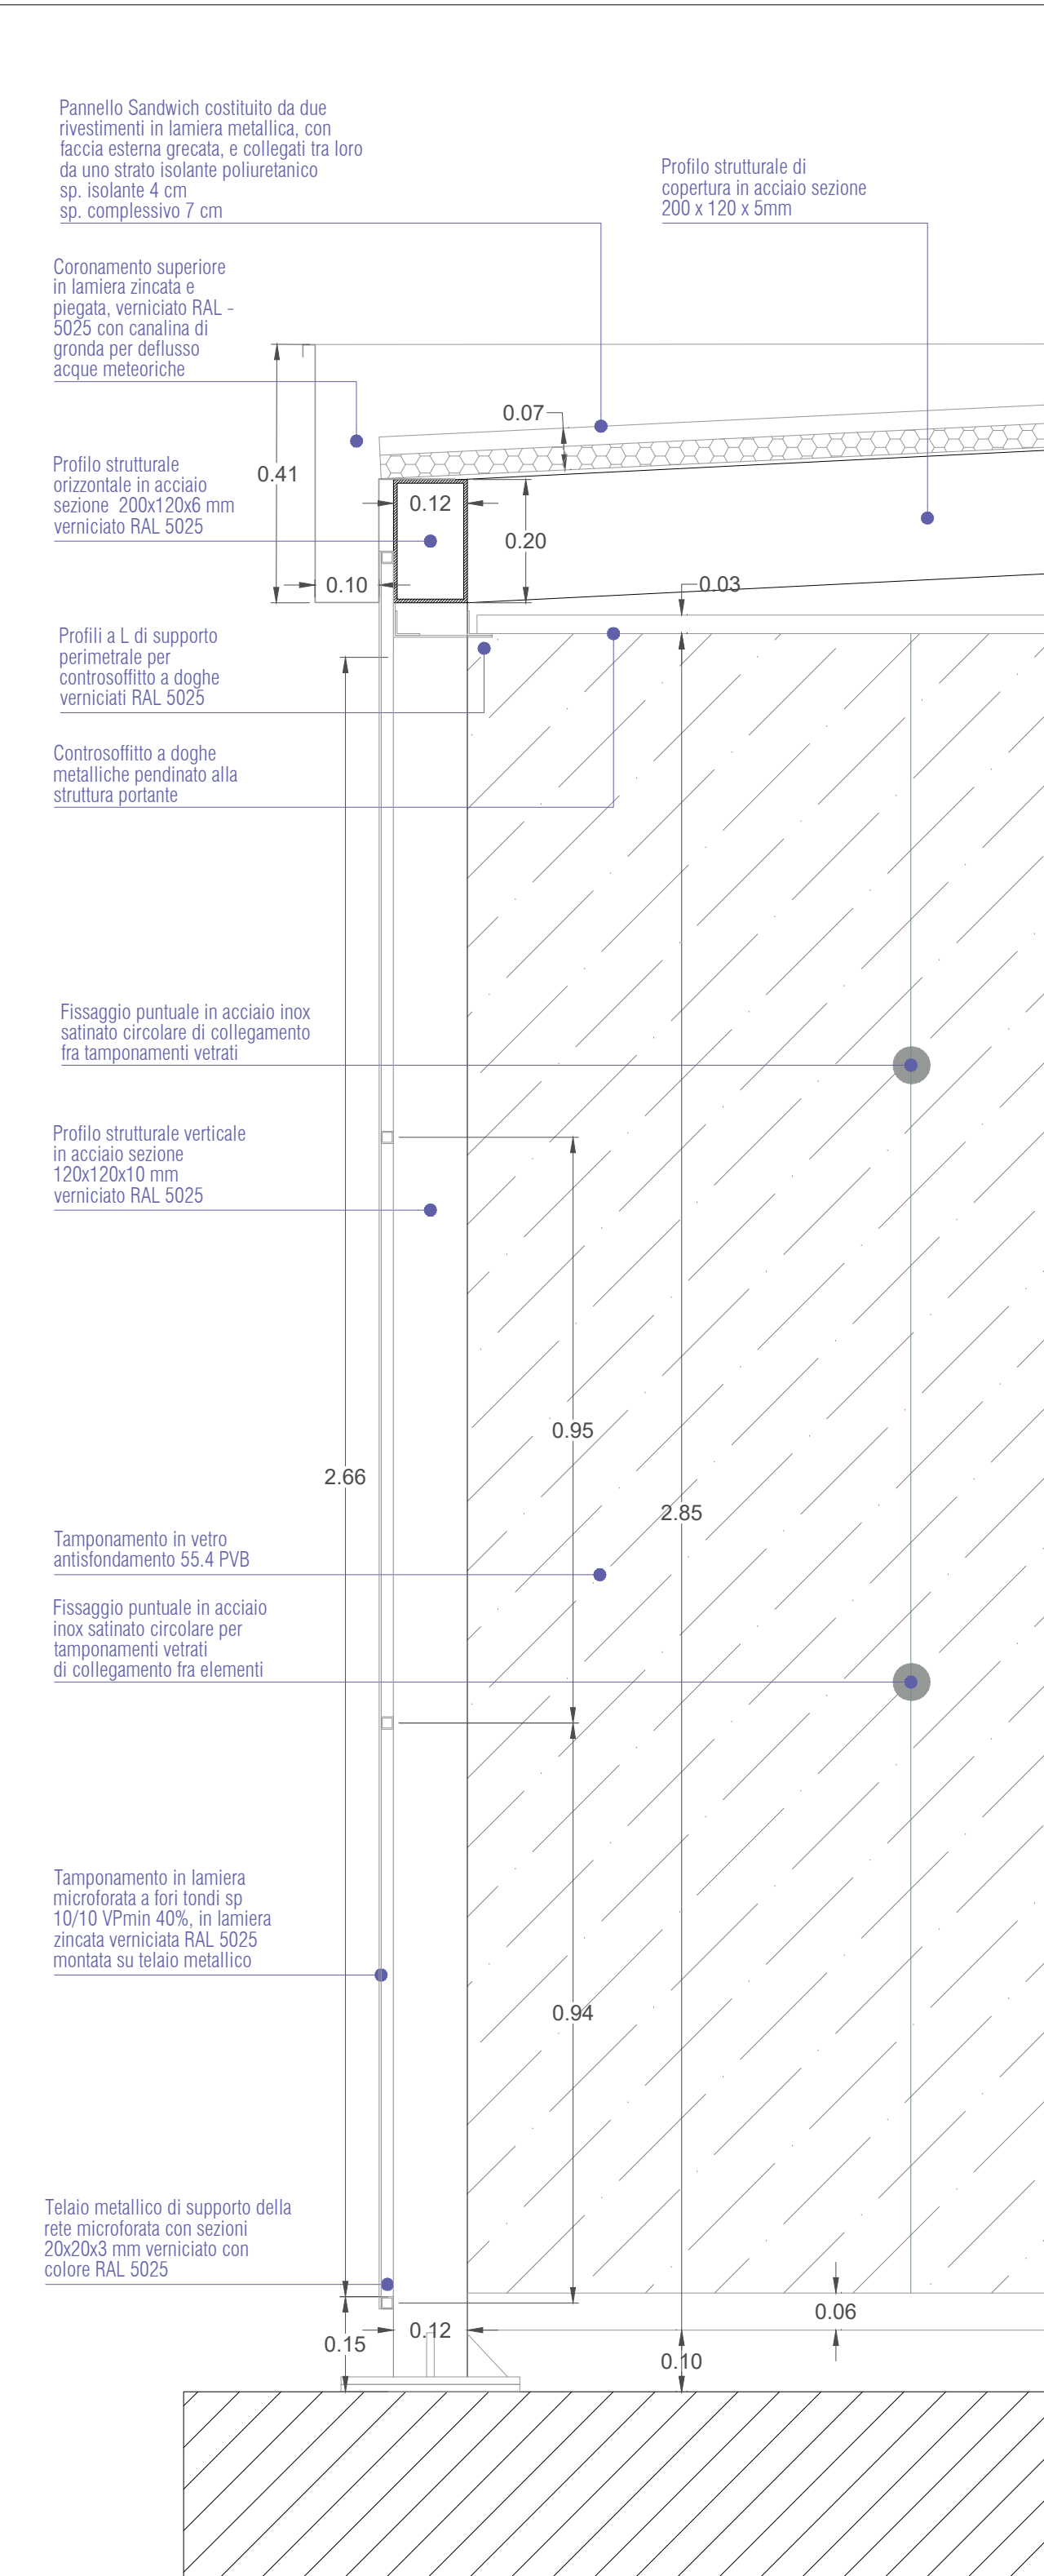 Pannello Sandwich costituito da due
rivestimenti in lamiera metallica, con
faccia esterna grecata, e collegati tra loro
da uno strato isolante poliuretanico
sp. isolante 4 cm
sp. complessivo 7 cm
Profilo strutturale di
copertura in acciaio sezione
200 x 120 x 5mm
Coronamento superiore
in lamiera zincata e
piegata, verniciato RAL -
5025 con canalina di
gronda per deflusso
acque meteoriche
0.07
0.41
Profilo strutturale
orizzontale in acciaio
sezione  200x120x6 mm
verniciato RAL 5025
0.12
0.20
0.10
0.03
Profili a L di supporto
perimetrale per
controsoffitto a doghe
verniciati RAL 5025
Controsoffitto a doghe
metalliche pendinato alla
struttura portante
Fissaggio puntuale in acciaio inox
satinato circolare di collegamento
fra tamponamenti vetrati
Profilo strutturale verticale
in acciaio sezione
120x120x10 mm
verniciato RAL 5025
0.95
2.66
2.85
Tamponamento in vetro
antisfondamento 55.4 PVB
Fissaggio puntuale in acciaio
inox satinato circolare per
tamponamenti vetrati
di collegamento fra elementi
Tamponamento in lamiera
microforata a fori tondi sp
10/10 VPmin 40%, in lamiera
zincata verniciata RAL 5025
montata su telaio metallico
0.94
Telaio metallico di supporto della
rete microforata con sezioni
20x20x3 mm verniciato con
colore RAL 5025
0.06
0.12
0.15
0.10